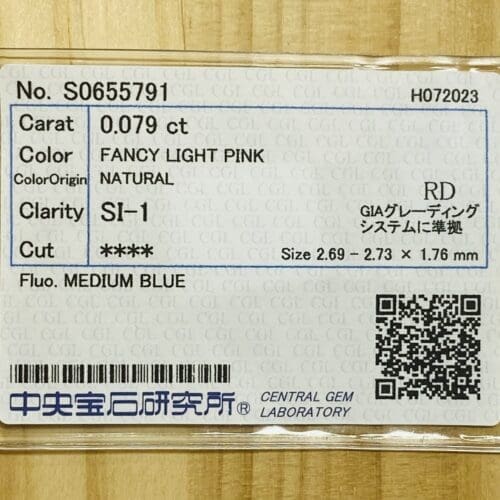 No. S0655791
H072023
Carat 0.079 ct
Color FANCY LIGHT PINK
ColorOrigin NATURAL
Clarity SI-1
RD
GIAグレーディング
システムに準拠
Cut ****
Size 2.69 - 2.73 × 1.76 mm
Fluo. MEDIUM BLUE
中央宝石研究所®
CENTRAL GEM
LABORATORY